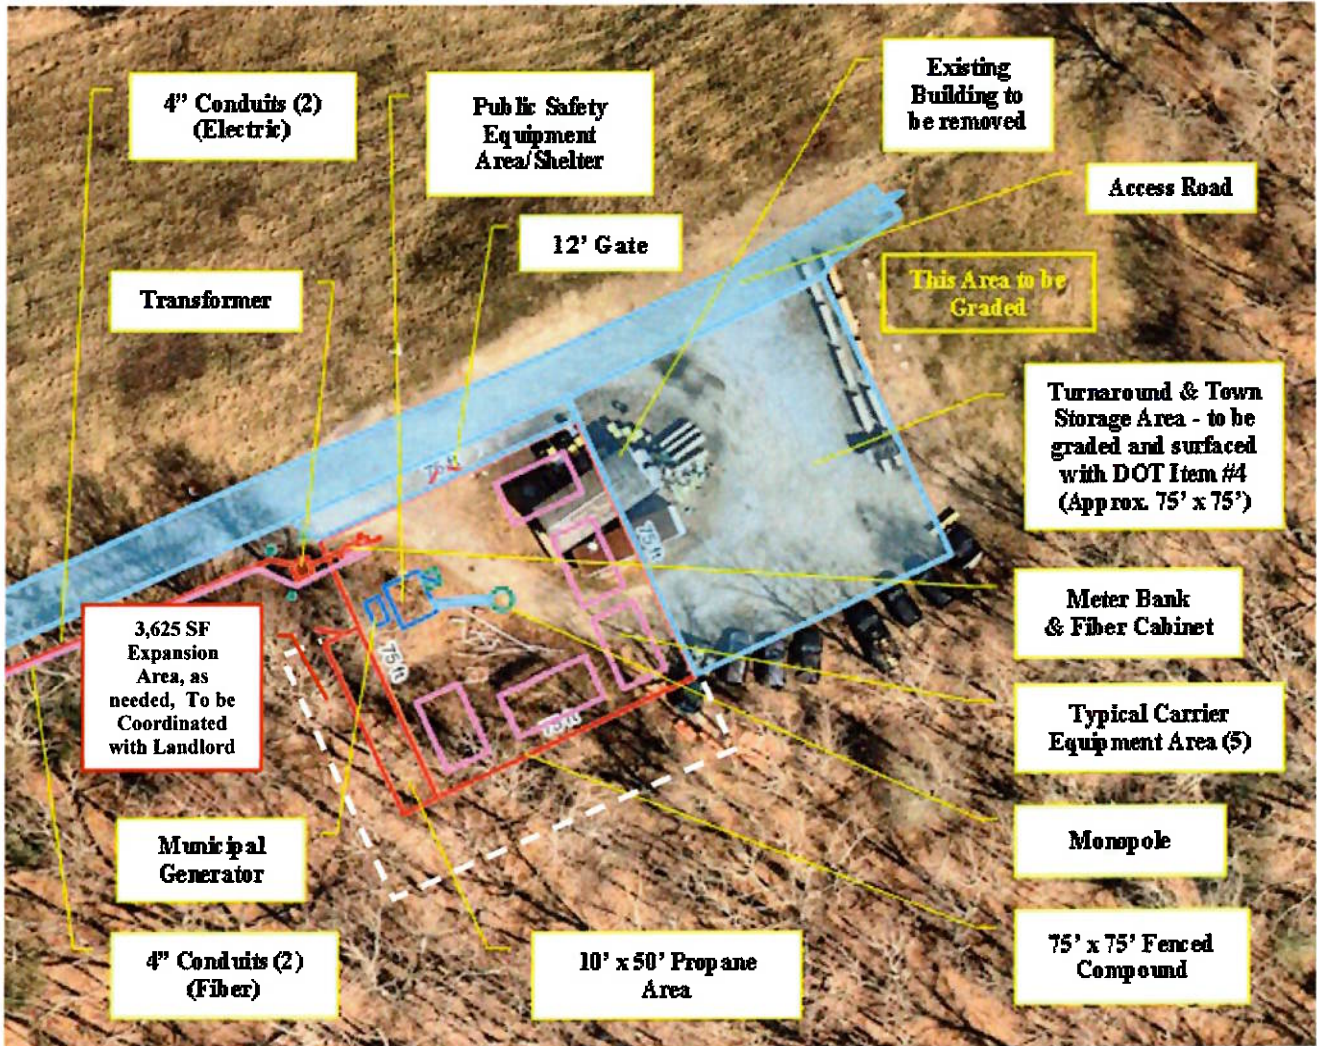 4” Conduits (2)
(Electric)
Public Safety
Equipment
Area/Shelter
Existing
Building to
be removed
Access Road
12’ Gate
Transformer
This Area to be
Graded
Turnaround & Town
Storage Area - to be
graded and surfaced
with DOT Item #4
(Approx. 75’ x 75’)
75 ft
75 ft
75 ft
75 ft
3,625 SF
Expansion
Area, as
needed, To be
Coordinated
with Landlord
Meter Bank
& Fiber Cabinet
Typical Carrier
Equipment Area (5)
Municipal
Generator
Monopole
4” Conduits (2)
(Fiber)
10’ x 50’ Propane
Area
75’ x 75’ Fenced
Compound